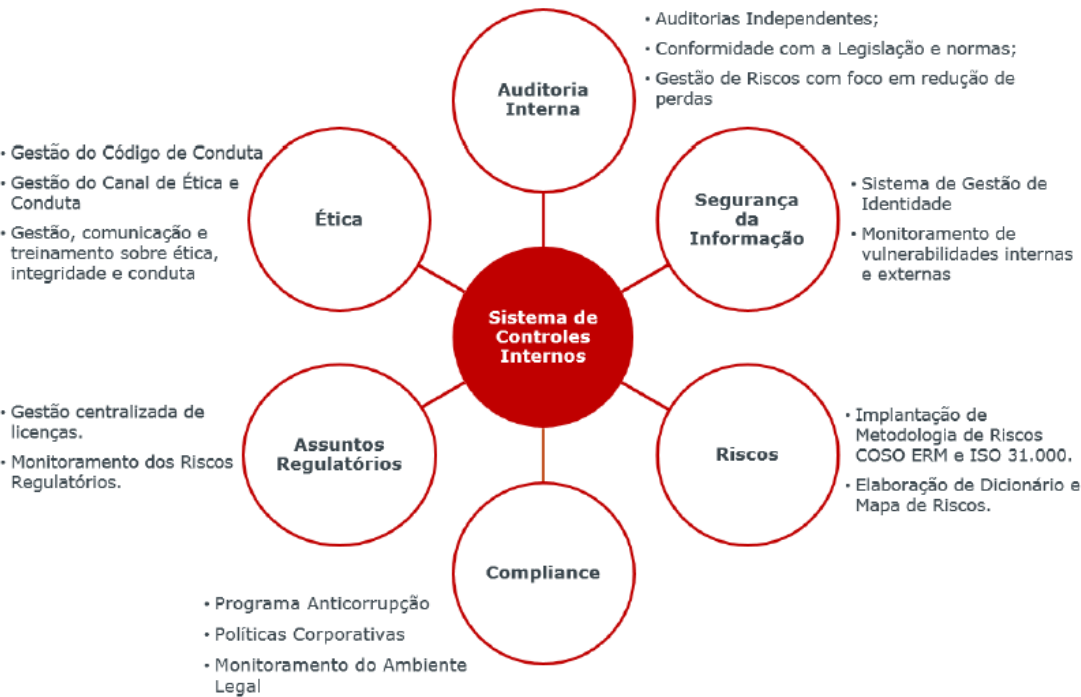 Auditoria
Interna
• Auditorias Independentes;
• Conformidade com a Legislação e normas;
• Gestão de Riscos com foco em redução de
perdas
Segurança
da
Informação
• Sistema de Gestão de
Identidade
• Monitoramento de
vulnerabilidades internas
e externas
Riscos
• Implantação de
Metodologia de Riscos
COSO ERM e ISO 31.000.
• Elaboração de Dicionário e
Mapa de Riscos.
Compliance
• Programa Anticorrupção
• Políticas Corporativas
• Monitoramento do Ambiente
Legal
Assuntos
Regulatórios
• Gestão centralizada de
licenças.
• Monitoramento dos Riscos
Regulatórios.
Ética
• Gestão do Código de Conduta
• Gestão do Canal de Ética e
Conduta
• Gestão, comunicação e
treinamento sobre ética,
integridade e conduta
Sistema de
Controles
Internos